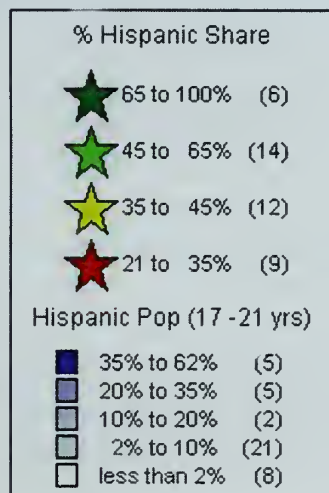 % Hispanic Share
65 to 100% (6)
45 to 65% (14)
35 to 45% (12)
21 to 35% (9)
Hispanic Pop (17 -21 yrs)
35% to 62% (5)
20% to 35% (5)
10% to 20% (2)
2% to 10% (21)
less than 2% (8)